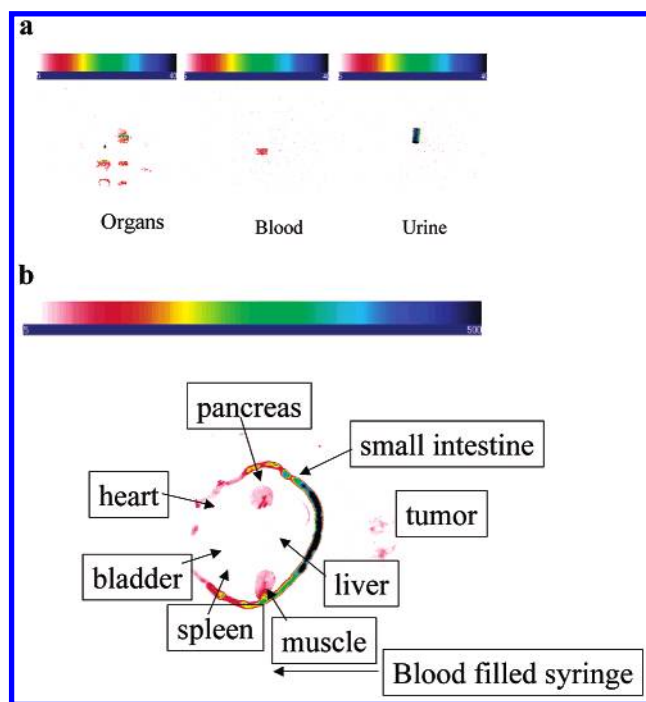 a
Organs
Blood
Urine
b
500
pancreas
small intestine
heart
tumor
bladder
liver
spleen
muscle
Blood filled syringe